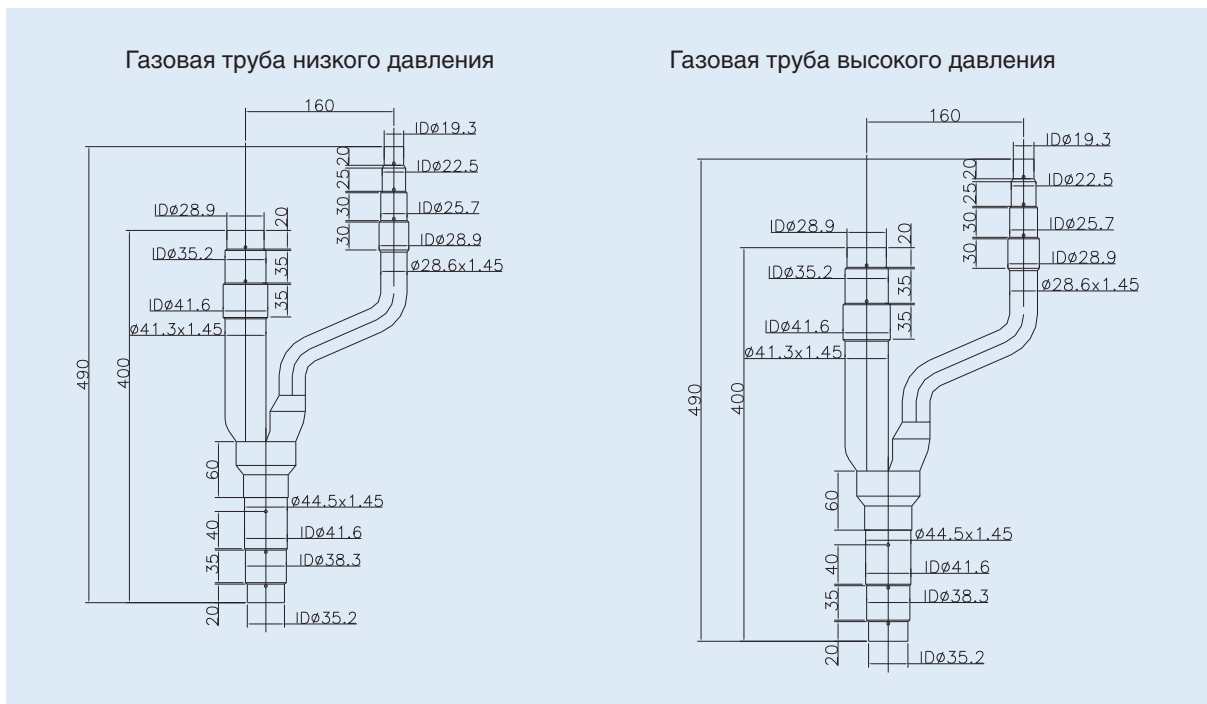 Газовая труба низкого давления
160
IDø19.3
20
IDø22.5
25
IDø25.7
30
IDø28.9
30
ø28.6x1.45
IDø28.9
20
IDø35.2
35
IDø41.6
35
ø41.3x1.45
490
400
60
ø44.5x1.45
40
IDø41.6
35
IDø38.3
20
IDø35.2
Газовая труба высокого давления
160
IDø19.3
20
IDø22.5
25
IDø25.7
30
IDø28.9
30
ø28.6x1.45
IDø28.9
20
IDø35.2
35
IDø41.6
35
ø41.3x1.45
490
400
60
ø44.5x1.45
40
IDø41.6
35
IDø38.3
20
IDø35.2